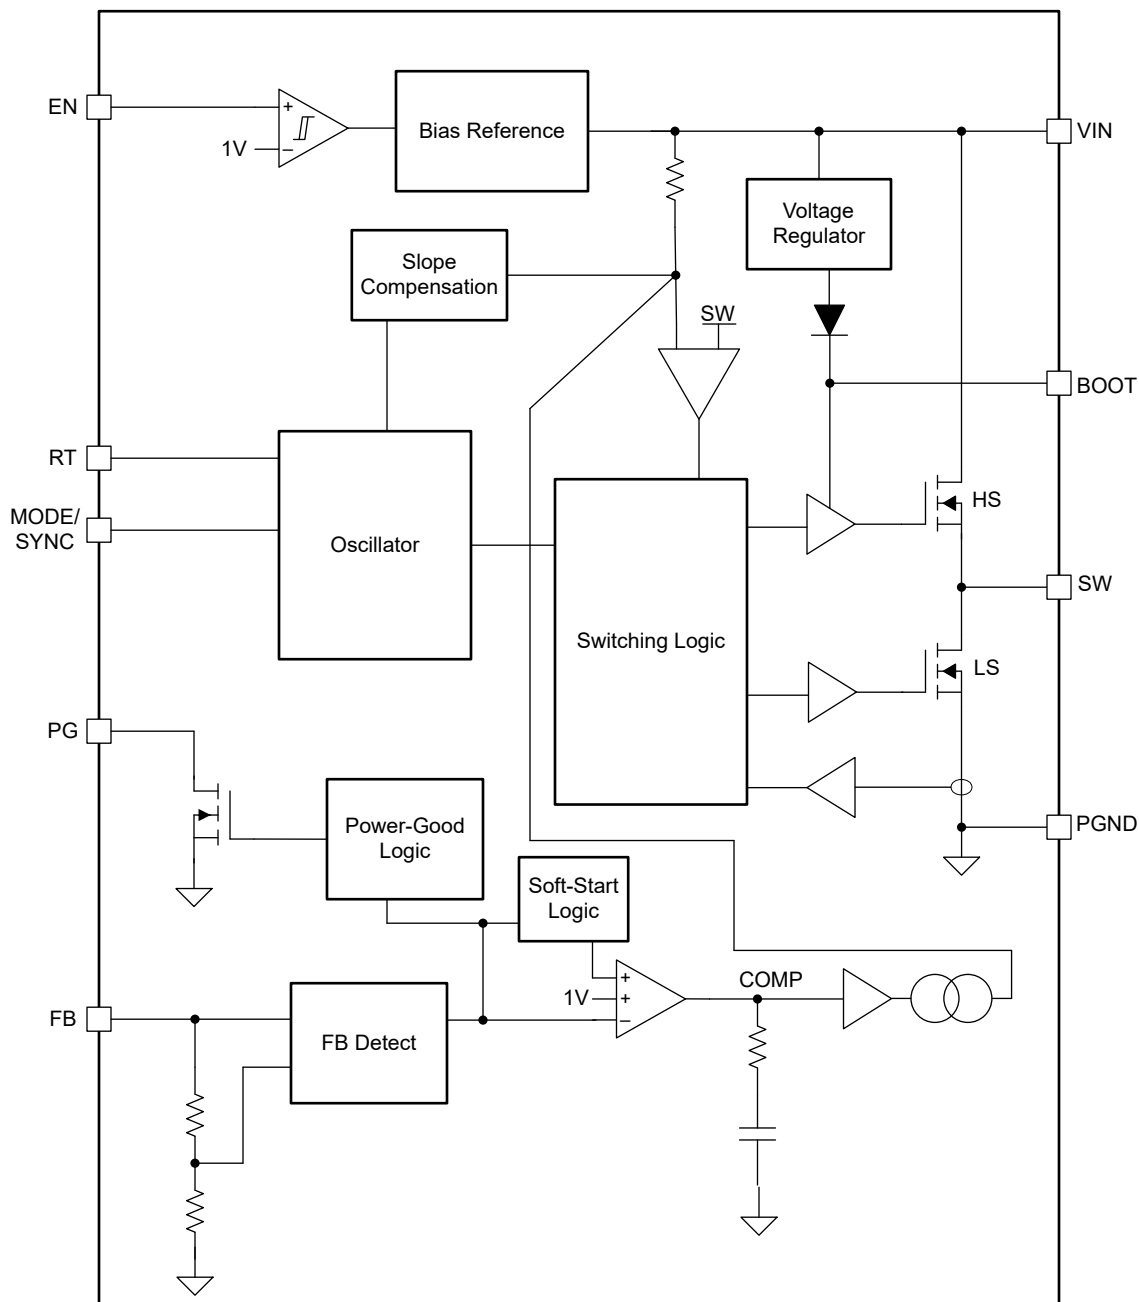 EN
+
1V
−
Bias Reference
VIN
Voltage
Regulator
Slope
Compensation
SW
BOOT
RT
MODE/
SYNC
Oscillator
HS
SW
Switching Logic
LS
PG
Power-Good
Logic
PGND
Soft-Start
Logic
+
1V
+
−
COMP
FB
FB Detect